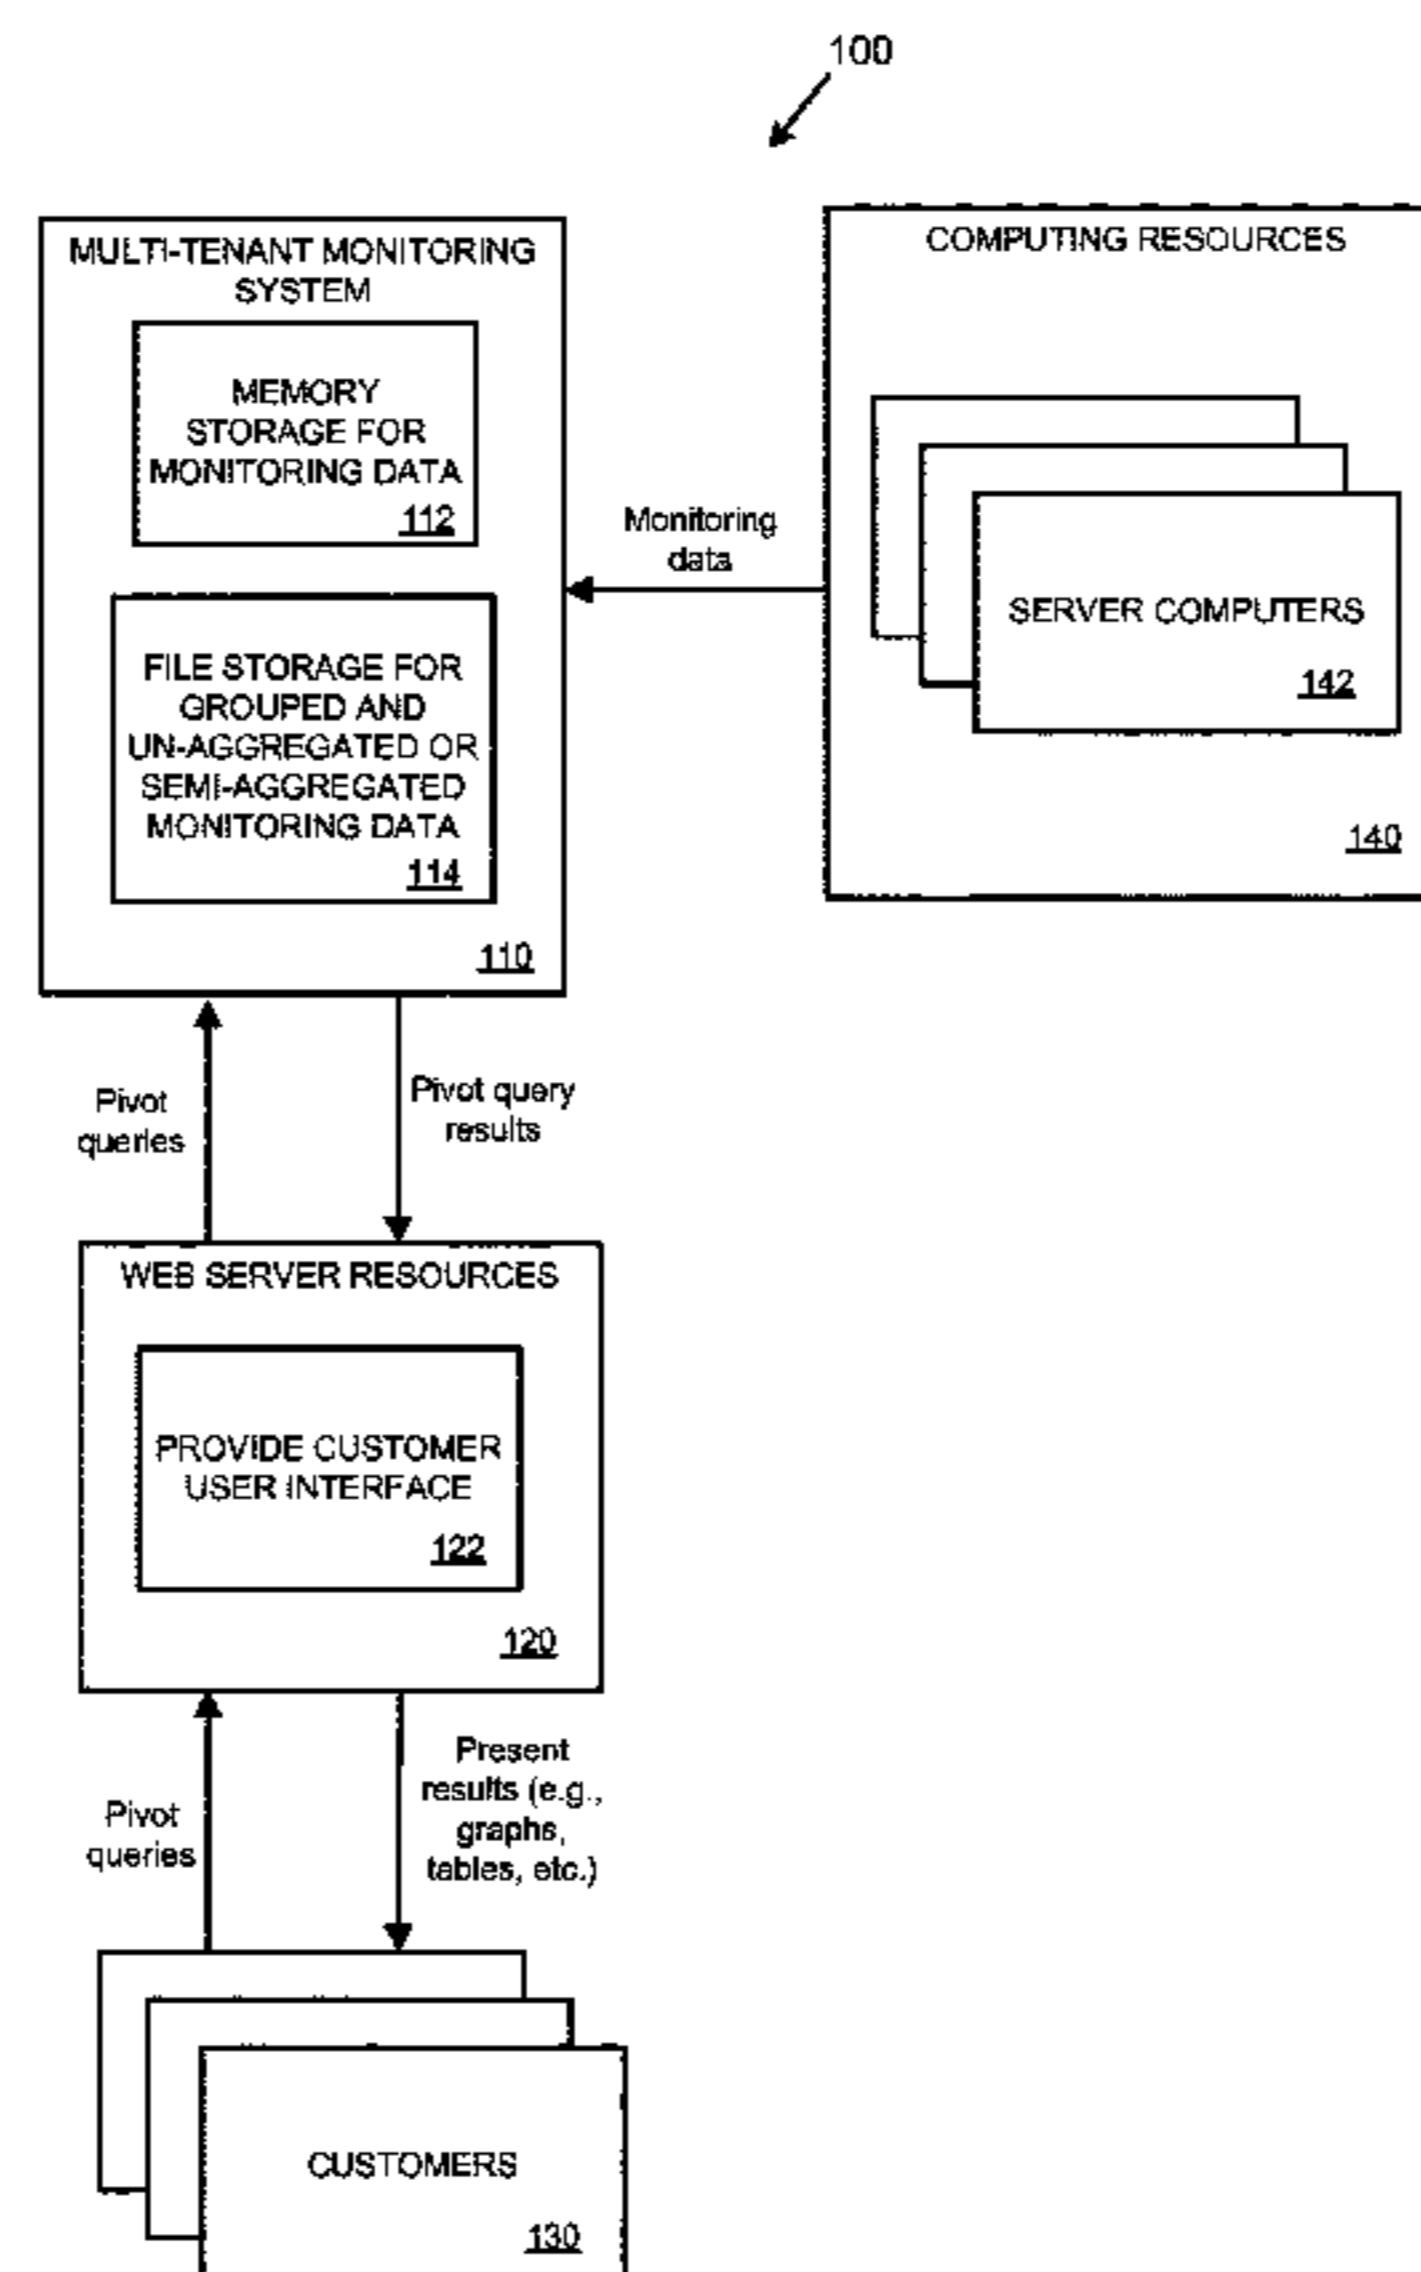 100
MULTI-TENANT MONITORING
SYSTEM
MEMORY
STORAGE FOR
MONITORING DATA
112
FILE STORAGE FOR
GROUPED AND
UN-AGGREGATED OR
SEMI-AGGREGATED
MONITORING DATA
114
110
Monitoring
data
COMPUTING RESOURCES
SERVER COMPUTERS
142
140
Pivot
queries
Pivot query
results
WEB SERVER RESOURCES
PROVIDE CUSTOMER
USER INTERFACE
122
120
Pivot
queries
Present
results (e.g.,
graphs,
tables, etc.)
CUSTOMERS
130